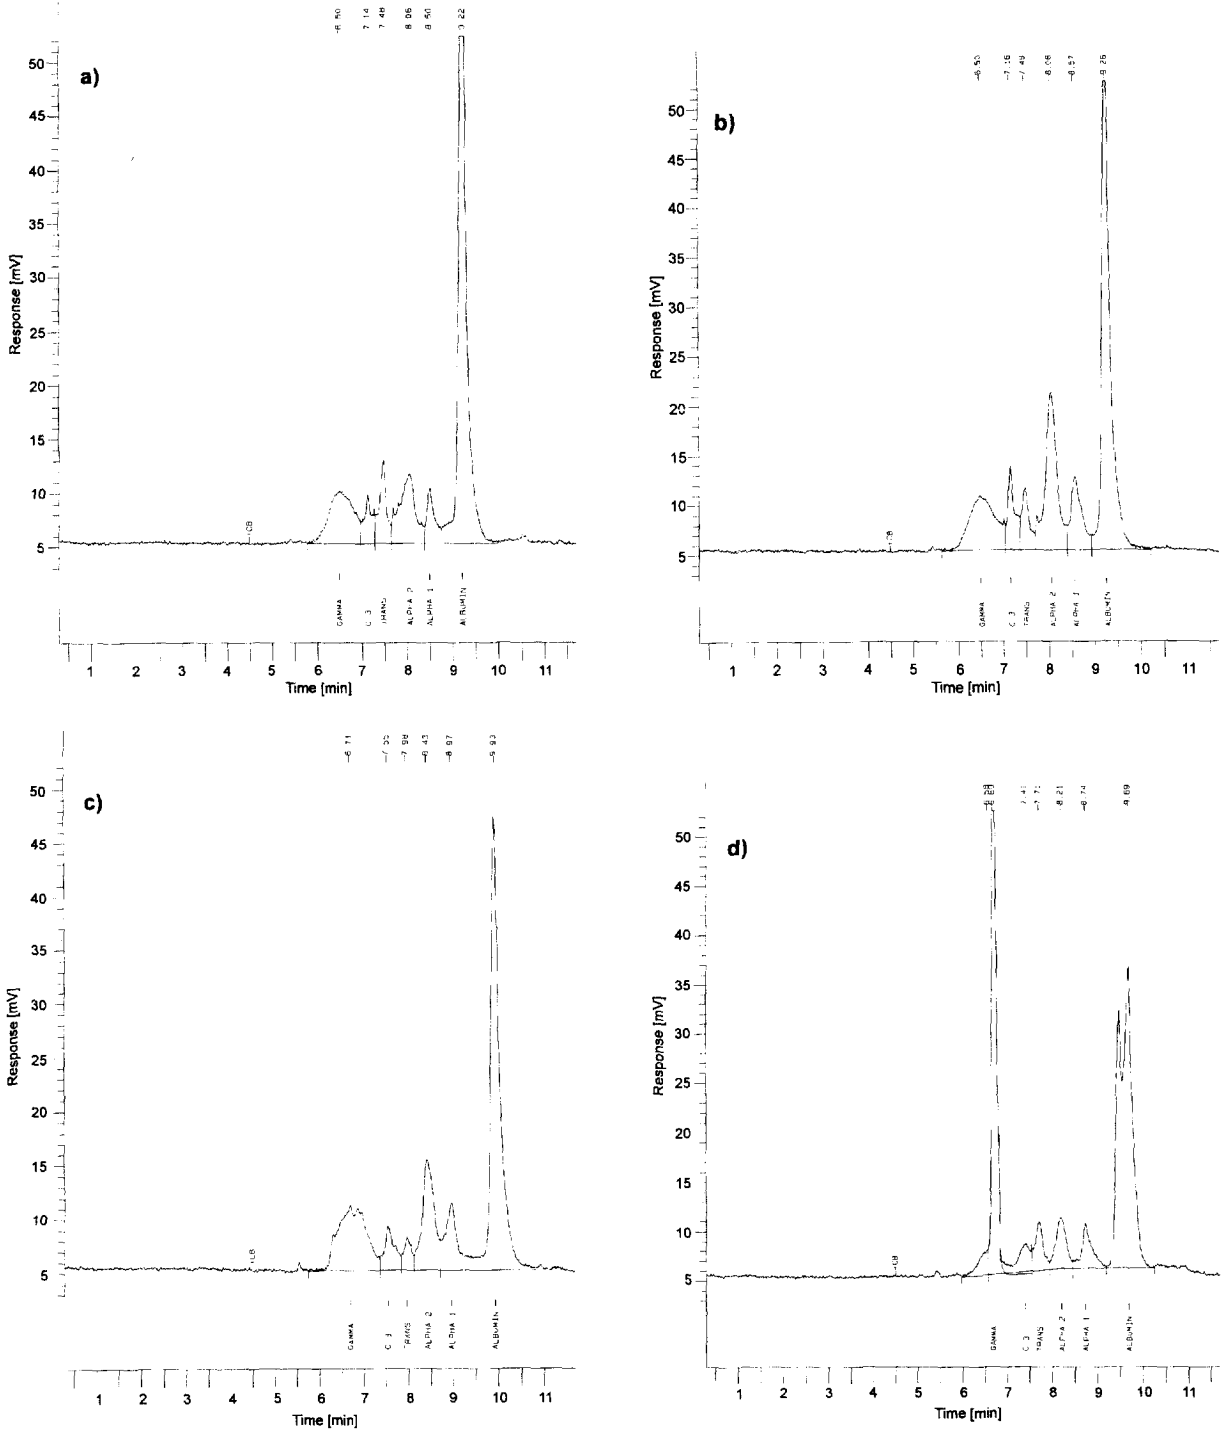 -6.50 7.14 7.48 8.06 8.50 9.22
a)
50
45
40
35
30
25
20
15
10
5
Response [mV]
-CB
GAMMA
C 3
TRANS
ALPHA 2
ALPHA 1
ALBUMIN
1 2 3 4 5 6 7 8 9 10 11
Time [min]
-6.50 -7.16 -7.49 -8.08 -8.57 -9.26
b)
50
45
40
35
30
25
20
15
10
5
Response [mV]
-CB
GAMMA
C 3
TRANS
ALPHA 2
ALPHA 1
ALBUMIN
1 2 3 4 5 6 7 8 9 10 11
Time [min]
-6.71 -7.98 -8.43 -8.97 -9.93
c)
50
45
40
35
30
25
20
15
10
5
Response [mV]
-CB
GAMMA
C 3
TRANS
ALPHA 2
ALPHA 1
ALBUMIN
1 2 3 4 5 6 7 8 9 10 11
Time [min]
7.41 -7.71 -8.21 -8.74 -9.69
d)
50
45
40
35
30
25
20
15
10
5
Response [mV]
-CB
GAMMA
C 3
TRANS
ALPHA 2
ALPHA 1
ALBUMIN
1 2 3 4 5 6 7 8 9 10 11
Time [min]